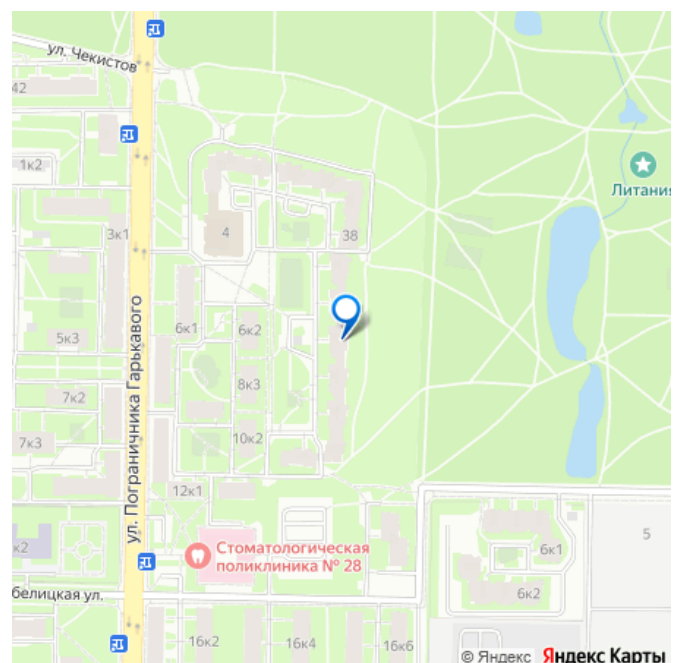 ул. Чекистов
42
1к2
3к1
4
38
Литания
6к1
6к2
5к3
8к3
7к2
ул. Пограничника Гарькавого
7к3
10к2
12к1
Стоматологическая
поликлиника № 28
к2
5
6к1
6к2
белицкая ул.
16к2
16к4
16к6
© Яндекс Яндекс Карты